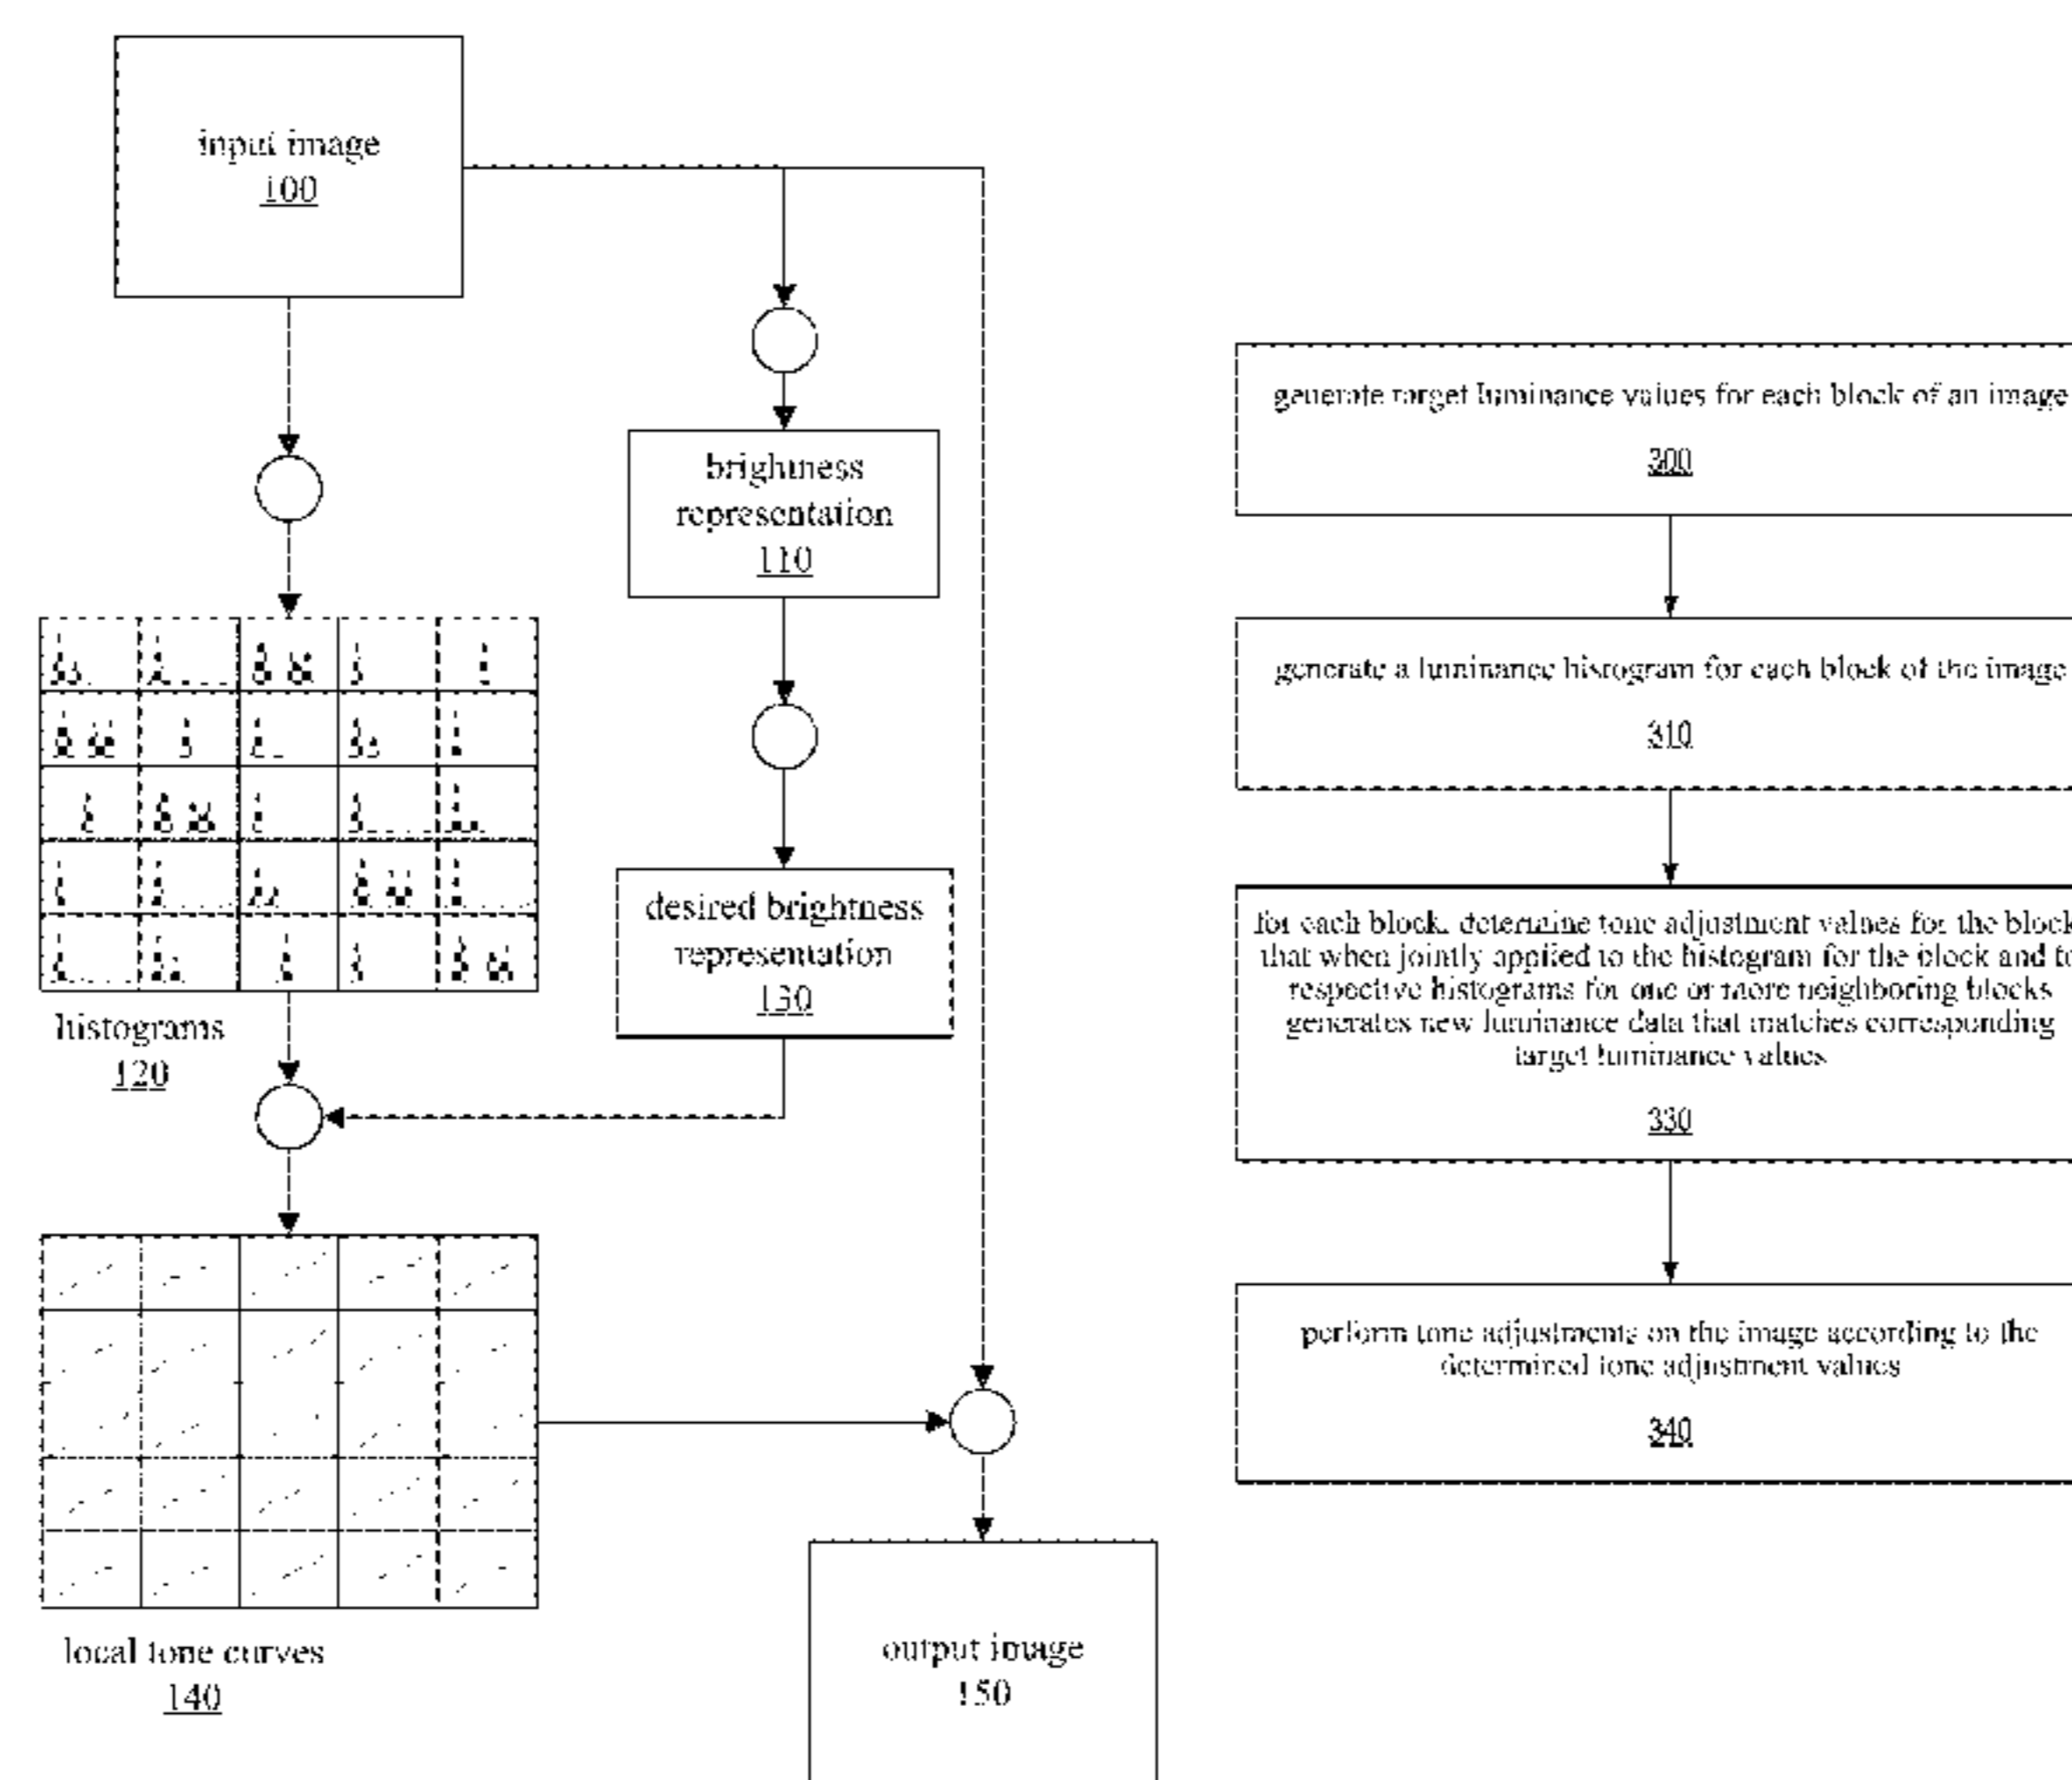 input image
100
brightness
representation
110
desired brightness
representation
130
histograms
120
local tone curves
140
output image
150
generate target luminance values for each block of an image
300
generate a luminance histogram for each block of the image
310
for each block, determine tone adjustment values for the block
that when jointly applied to the histogram for the block and to
respective histograms for one or more neighboring blocks
generates new luminance data that matches corresponding
target luminance values
330
perform tone adjustments on the image according to the
determined tone adjustment values
340